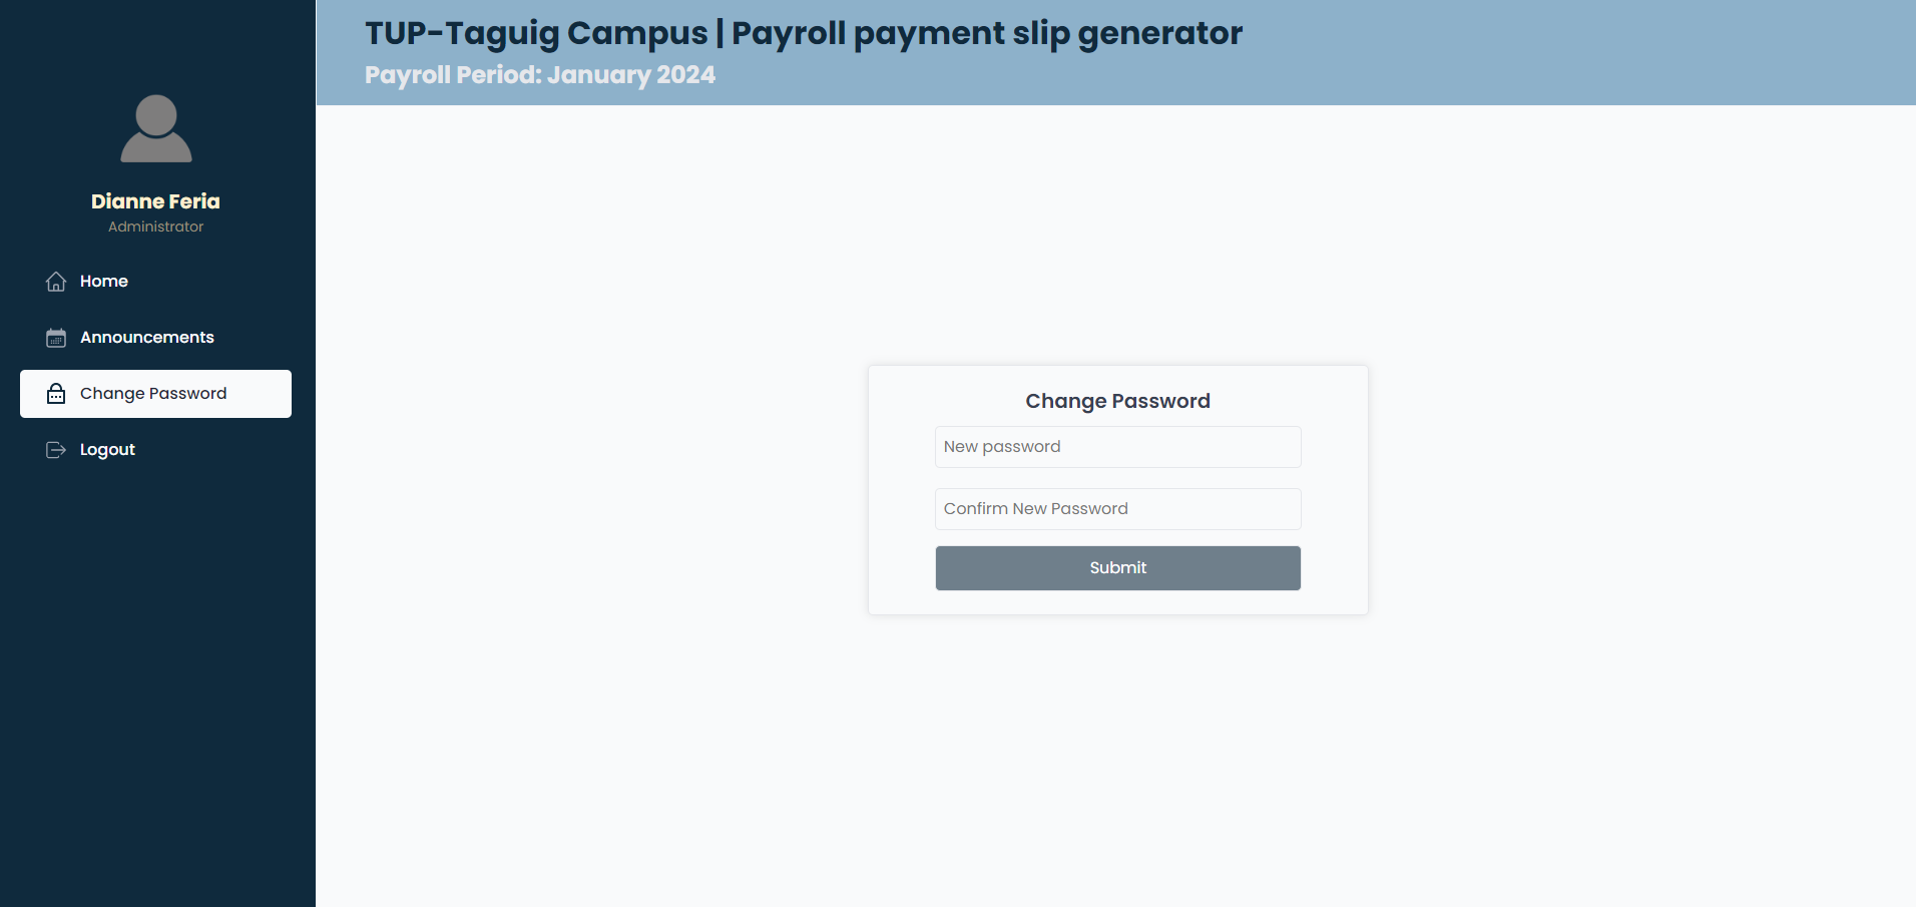 TUP-Taguig Campus | Payroll payment slip generator
Payroll Period: January 2024
Dianne Feria
Administrator
Home
Announcements
Change Password
Logout
Change Password
New password
Confirm New Password
Submit